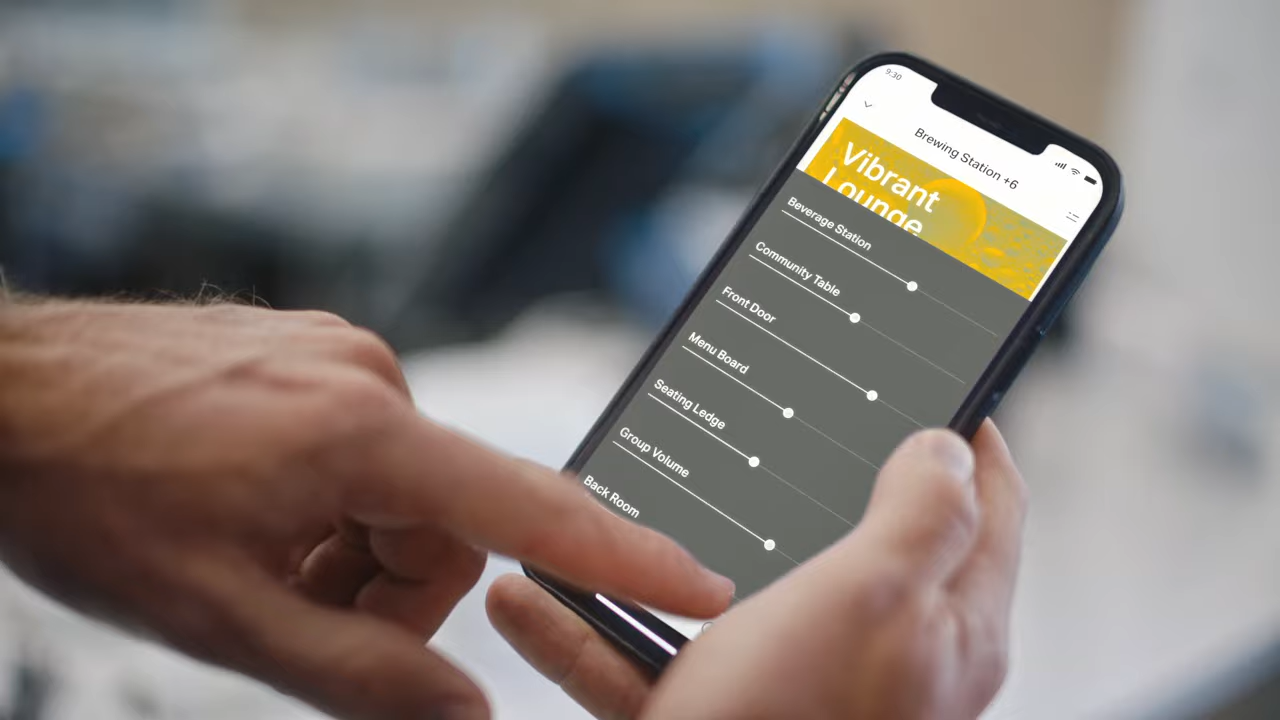 9:30
Brewing Station +6
Vibrant
Lounge
Beverage Station
Community Table
Front Door
Menu Board
Seating Ledge
Group Volume
Back Room